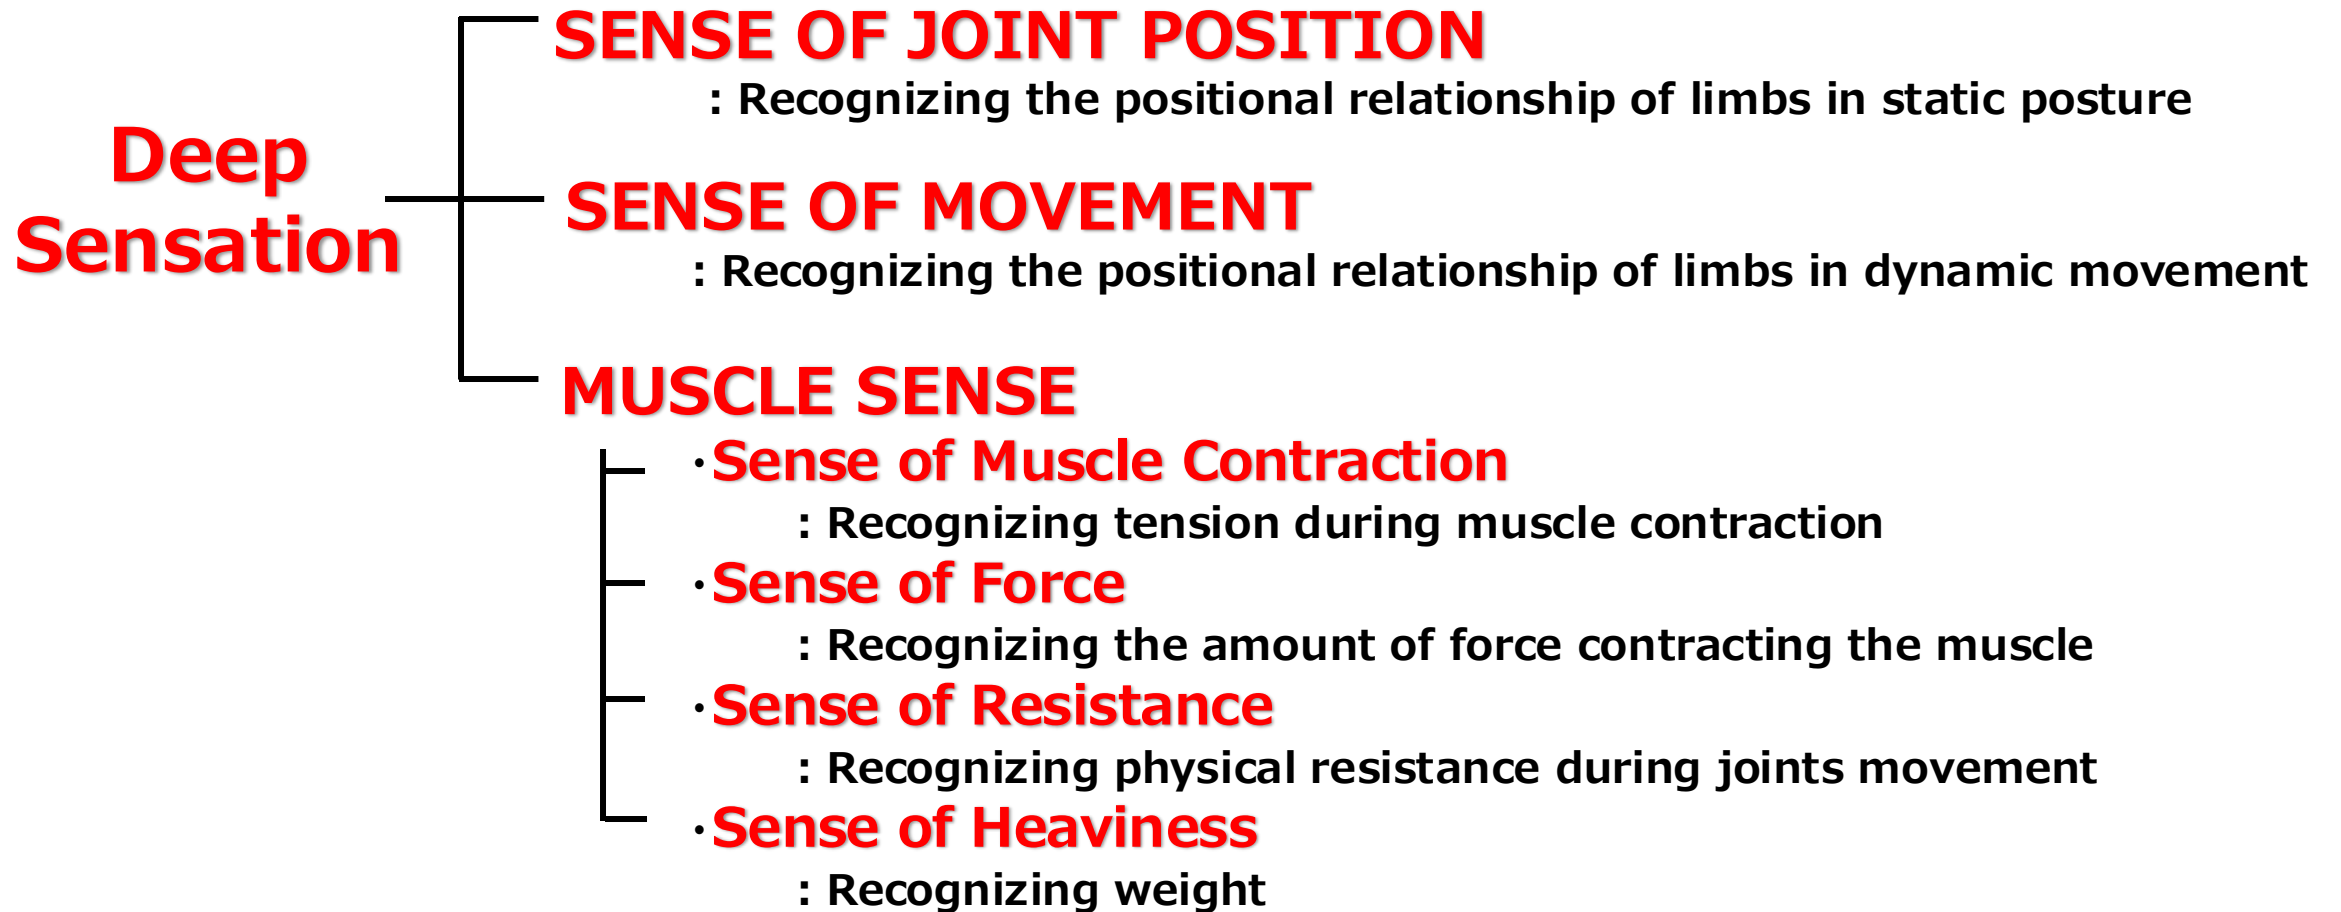 Deep
Sensation
SENSE OF JOINT POSITION
: Recognizing the positional relationship of limbs in static posture
SENSE OF MOVEMENT
: Recognizing the positional relationship of limbs in dynamic movement
MUSCLE SENSE
·Sense of Muscle Contraction
: Recognizing tension during muscle contraction
·Sense of Force
: Recognizing the amount of force contracting the muscle
·Sense of Resistance
: Recognizing physical resistance during joints movement
·Sense of Heaviness
: Recognizing weight